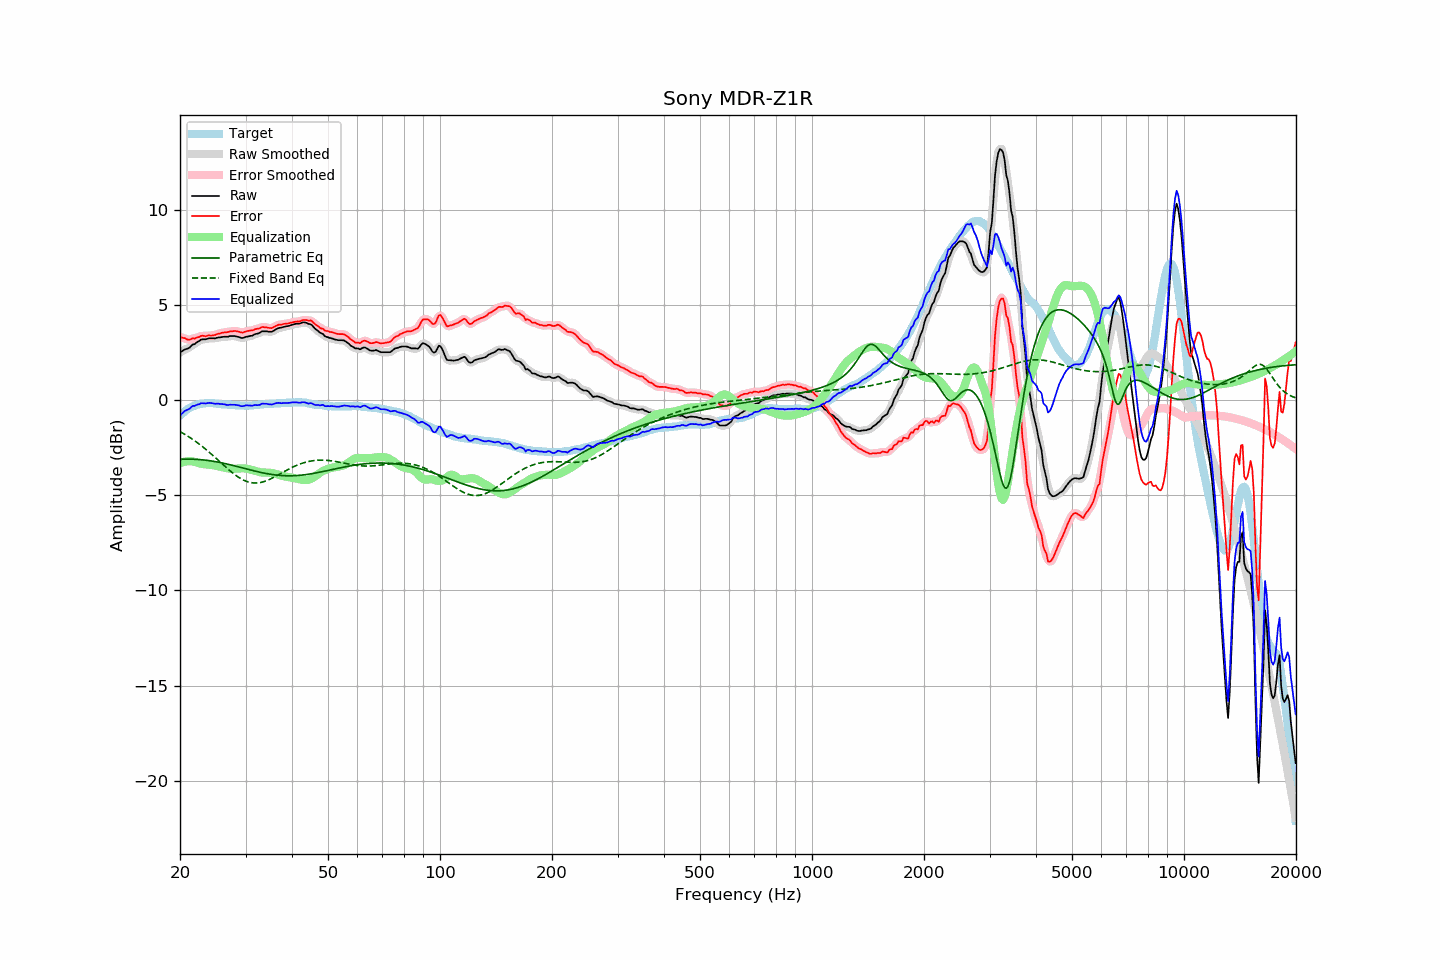 Sony MDR-Z1R
Target
Raw Smoothed
Error Smoothed
Raw
Error
Equalization
Parametric Eq
Fixed Band Eq
Equalized
10
5
0
−5
−10
−15
−20
Amplitude (dBr)
20 50 100 200 500 1000 2000 5000 10000 20000
Frequency (Hz)